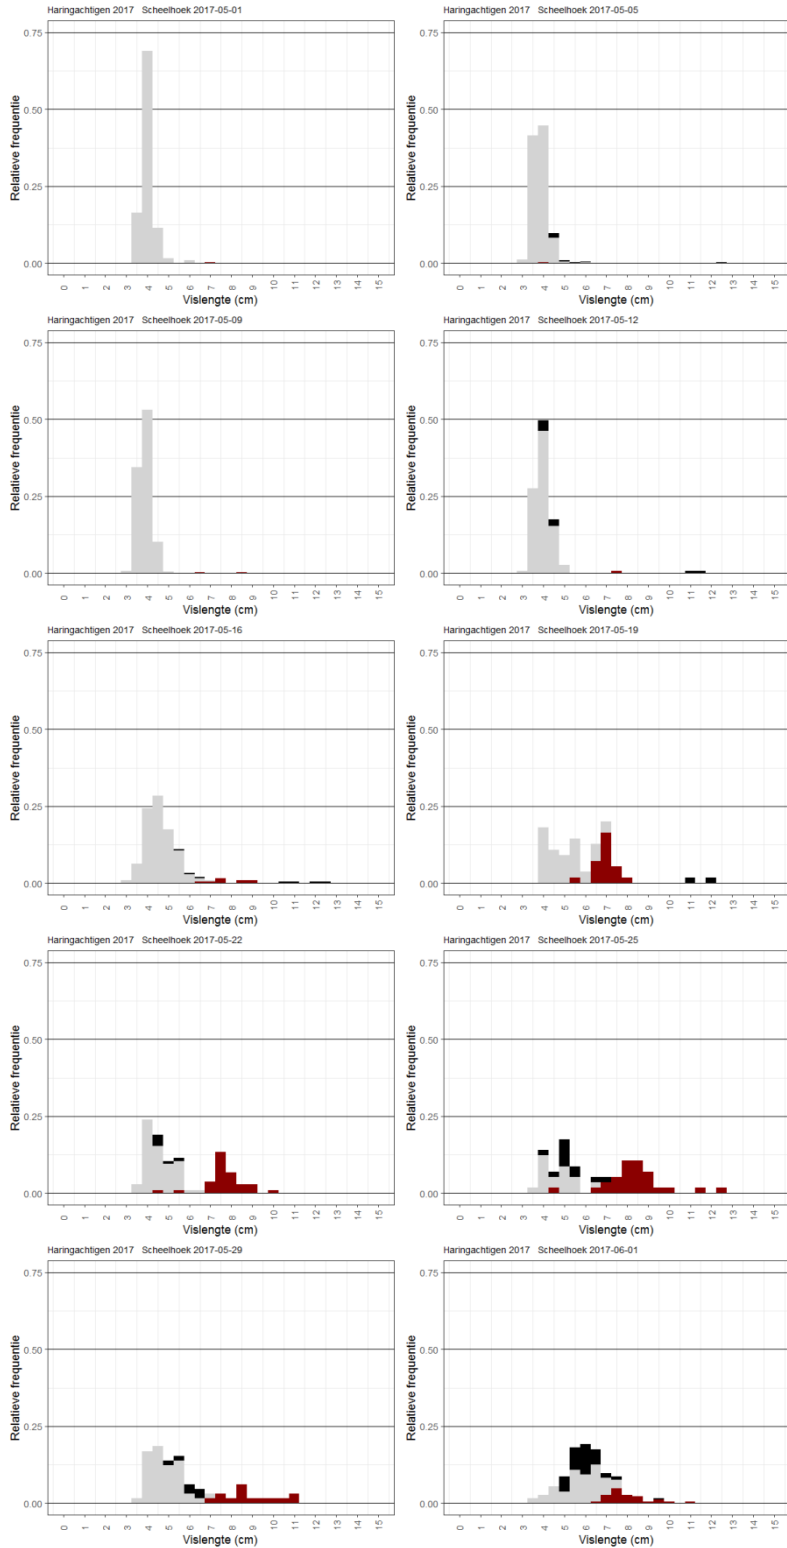 Haringachtigen 2017 Scheelhoek 2017-05-01
Relatieve frequentie
0.75
0.50
0.25
0.00
0 1 2 3 4 5 6 7 8 9 10 11 12 13 14 15
Vislengte (cm)
Haringachtigen 2017 Scheelhoek 2017-05-05
Relatieve frequentie
0.75
0.50
0.25
0.00
0 1 2 3 4 5 6 7 8 9 10 11 12 13 14 15
Vislengte (cm)
Haringachtigen 2017 Scheelhoek 2017-05-09
Relatieve frequentie
0.75
0.50
0.25
0.00
0 1 2 3 4 5 6 7 8 9 10 11 12 13 14 15
Vislengte (cm)
Haringachtigen 2017 Scheelhoek 2017-05-12
Relatieve frequentie
0.75
0.50
0.25
0.00
0 1 2 3 4 5 6 7 8 9 10 11 12 13 14 15
Vislengte (cm)
Haringachtigen 2017 Scheelhoek 2017-05-16
Relatieve frequentie
0.75
0.50
0.25
0.00
0 1 2 3 4 5 6 7 8 9 10 11 12 13 14 15
Vislengte (cm)
Haringachtigen 2017 Scheelhoek 2017-05-19
Relatieve frequentie
0.75
0.50
0.25
0.00
0 1 2 3 4 5 6 7 8 9 10 11 12 13 14 15
Vislengte (cm)
Haringachtigen 2017 Scheelhoek 2017-05-22
Relatieve frequentie
0.75
0.50
0.25
0.00
0 1 2 3 4 5 6 7 8 9 10 11 12 13 14 15
Vislengte (cm)
Haringachtigen 2017 Scheelhoek 2017-05-25
Relatieve frequentie
0.75
0.50
0.25
0.00
0 1 2 3 4 5 6 7 8 9 10 11 12 13 14 15
Vislengte (cm)
Haringachtigen 2017 Scheelhoek 2017-05-29
Relatieve frequentie
0.75
0.50
0.25
0.00
0 1 2 3 4 5 6 7 8 9 10 11 12 13 14 15
Vislengte (cm)
Haringachtigen 2017 Scheelhoek 2017-06-01
Relatieve frequentie
0.75
0.50
0.25
0.00
0 1 2 3 4 5 6 7 8 9 10 11 12 13 14 15
Vislengte (cm)